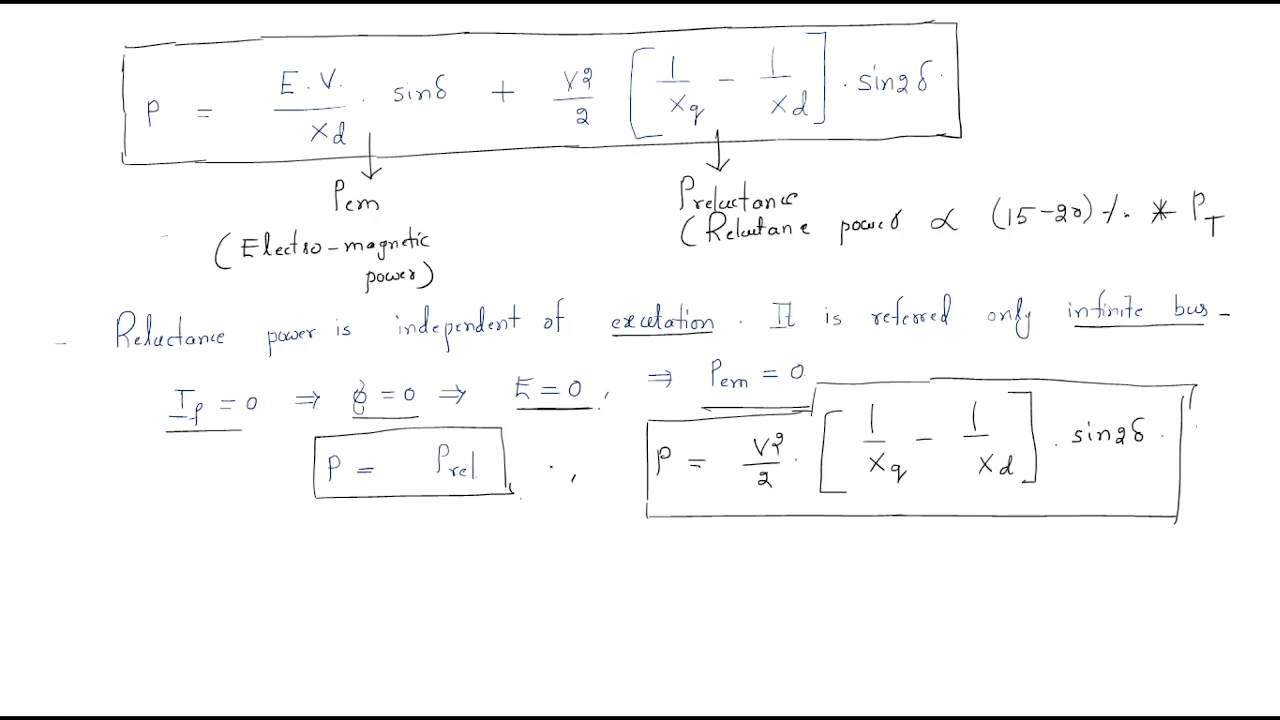 P = E.V./Xd . sinδ + V²/2 [1/Xq - 1/Xd] . sin2δ.
Pem
Preluctance
(Electro-magnetic power)
(Relutane power ∝ (15-20)%. * PT
- Reluctance power is independent of excutation. It is referred only infinite bus -
If = 0 ⇒ φ = 0 ⇒ E = 0, ⇒ Pem = 0
P = Prel. ∴, P = V²/2 . [1/Xq - 1/Xd] . sin2δ.